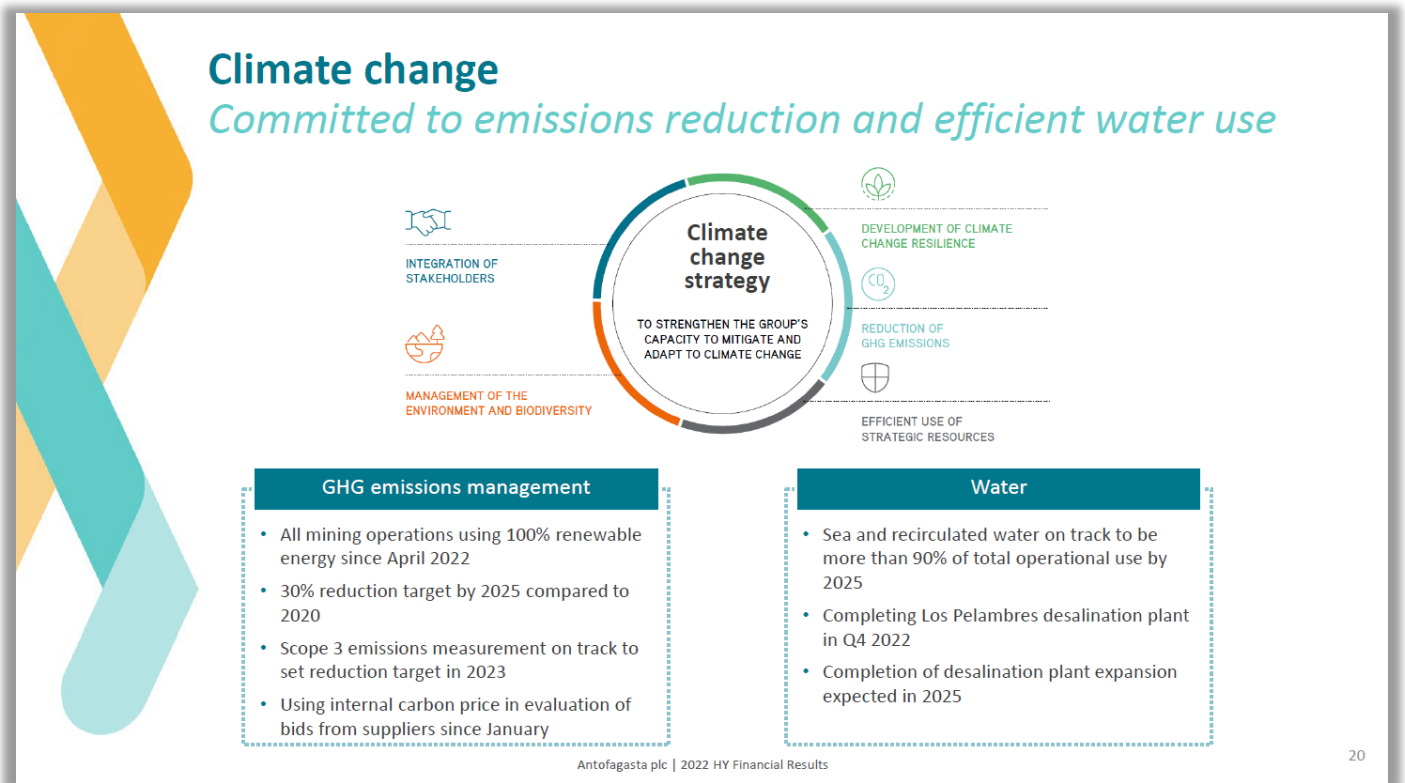 Climate change
Committed to emissions reduction and efficient water use
INTEGRATION OF
STAKEHOLDERS
MANAGEMENT OF THE
ENVIRONMENT AND BIODIVERSITY
Climate
change
strategy
TO STRENGTHEN THE GROUP'S
CAPACITY TO MITIGATE AND
ADAPT TO CLIMATE CHANGE
DEVELOPMENT OF CLIMATE
CHANGE RESILIENCE
CO2
REDUCTION OF
GHG EMISSIONS
EFFICIENT USE OF
STRATEGIC RESOURCES
GHG emissions management
• All mining operations using 100% renewable
energy since April 2022
• 30% reduction target by 2025 compared to
2020
• Scope 3 emissions measurement on track to
set reduction target in 2023
• Using internal carbon price in evaluation of
bids from suppliers since January
Water
• Sea and recirculated water on track to be
more than 90% of total operational use by
2025
• Completing Los Pelambres desalination plant
in Q4 2022
• Completion of desalination plant expansion
expected in 2025
Antofagasta plc | 2022 HY Financial Results
20